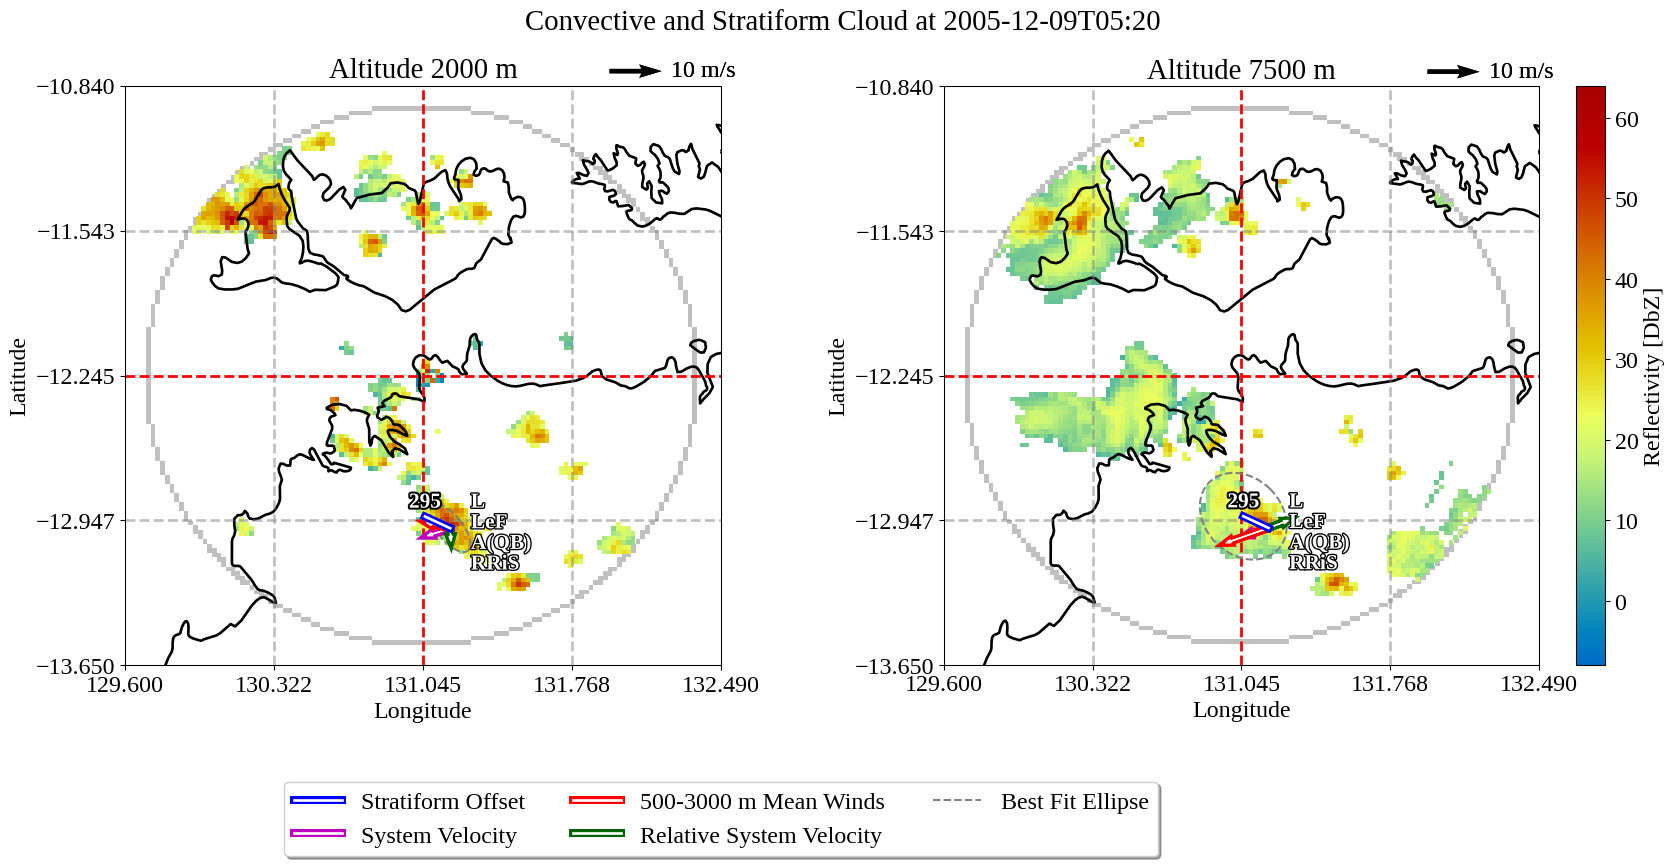 Convective and Stratiform Cloud at 2005-12-09T05:20
Altitude 2000 m
10 m/s
−10.840
−11.543
−12.245
−12.947
−13.650
Latitude
129.600
130.322
131.045
131.768
132.490
Longitude
295
L
LeF
A(QB)
RRiS
Altitude 7500 m
10 m/s
−10.840
−11.543
−12.245
−12.947
−13.650
Latitude
129.600
130.322
131.045
131.768
132.490
Longitude
295
L
LeF
A(QB)
RRiS
60
50
40
30
20
10
0
Reflectivity [DbZ]
Stratiform Offset
500-3000 m Mean Winds
Best Fit Ellipse
System Velocity
Relative System Velocity